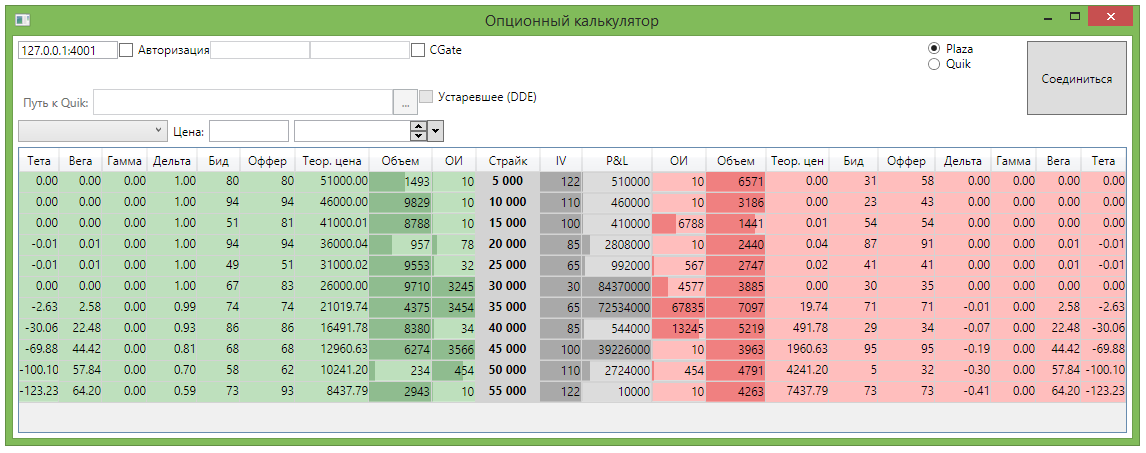 Опционный калькулятор
127.0.0.1:4001 Авторизация CGate Plaza
Quik
Соединиться
Путь к Quik: ... Устаревшее (DDE)
Цена:
Тета Вега Гамма Дельта Бид Оффер Теор. цена Объем ОИ Страйк IV P&L ОИ Объем Теор. цен Бид Оффер Дельта Гамма Вега Тета
0.00 0.00 0.00 1.00 80 80 51000.00 1493 10 5 000 122 510000 10 6571 0.00 31 58 0.00 0.00 0.00 0.00
0.00 0.00 0.00 1.00 94 94 46000.00 9829 10 10 000 110 460000 10 3186 0.00 23 43 0.00 0.00 0.00 0.00
0.00 0.00 0.00 1.00 51 81 41000.01 8788 10 15 000 100 410000 6788 1441 0.01 54 54 0.00 0.00 0.00 0.00
-0.01 0.01 0.00 1.00 94 94 36000.04 957 78 20 000 85 2808000 10 2440 0.04 87 91 0.00 0.00 0.01 -0.01
-0.01 0.01 0.00 1.00 49 51 31000.02 9553 32 25 000 65 992000 567 2747 0.02 41 41 0.00 0.00 0.01 -0.01
0.00 0.00 0.00 1.00 67 83 26000.00 9710 3245 30 000 30 84370000 4577 3885 0.00 30 35 0.00 0.00 0.00 0.00
-2.63 2.58 0.00 0.99 74 74 21019.74 4375 3454 35 000 65 72534000 67835 7097 19.74 71 71 -0.01 0.00 2.58 -2.63
-30.06 22.48 0.00 0.93 86 86 16491.78 8380 34 40 000 85 544000 13245 5219 491.78 29 34 -0.07 0.00 22.48 -30.06
-69.88 44.42 0.00 0.81 68 68 12960.63 6274 3566 45 000 100 39226000 10 3963 1960.63 95 95 -0.19 0.00 44.42 -69.88
-100.10 57.84 0.00 0.70 58 62 10241.20 234 454 50 000 110 2724000 454 4791 4241.20 5 32 -0.30 0.00 57.84 -100.10
-123.23 64.20 0.00 0.59 73 93 8437.79 2943 10 55 000 122 10000 10 4263 7437.79 73 73 -0.41 0.00 64.20 -123.23